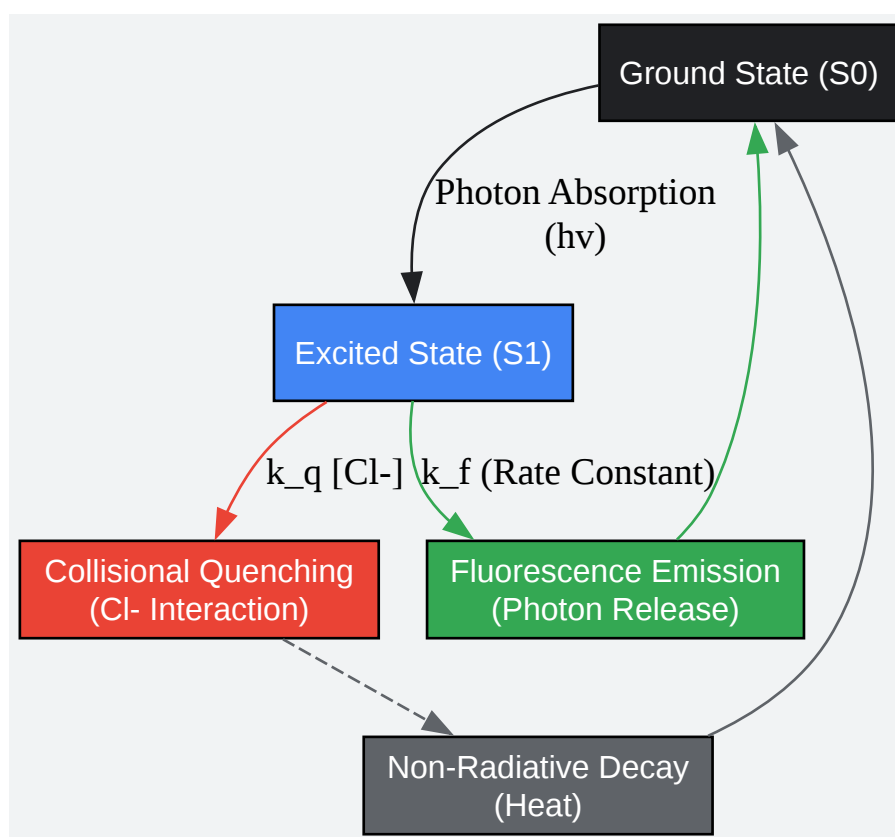 Ground State (S0)
Photon Absorption
(hv)
Excited State (S1)
k_q [Cl-]
k_f (Rate Constant)
Collisional Quenching
(Cl- Interaction)
Fluorescence Emission
(Photon Release)
Non-Radiative Decay
(Heat)